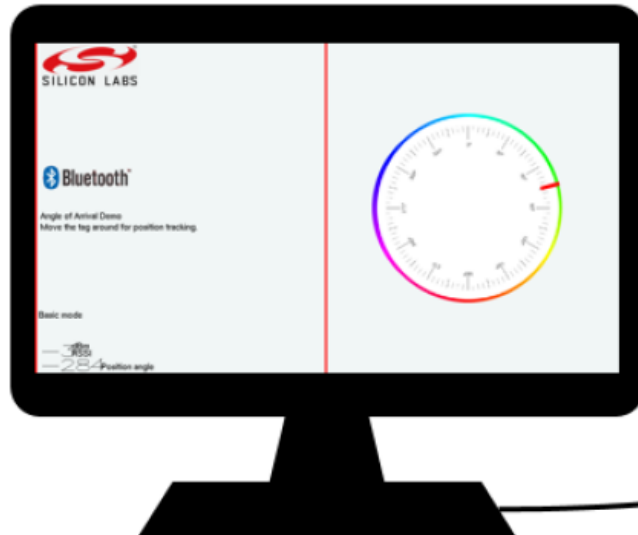 SILICON LABS
Bluetooth
Angle of Arrival Demo
Move the tag around for position tracking.
Basic mode
dBm
RSSI
-284 Position angle